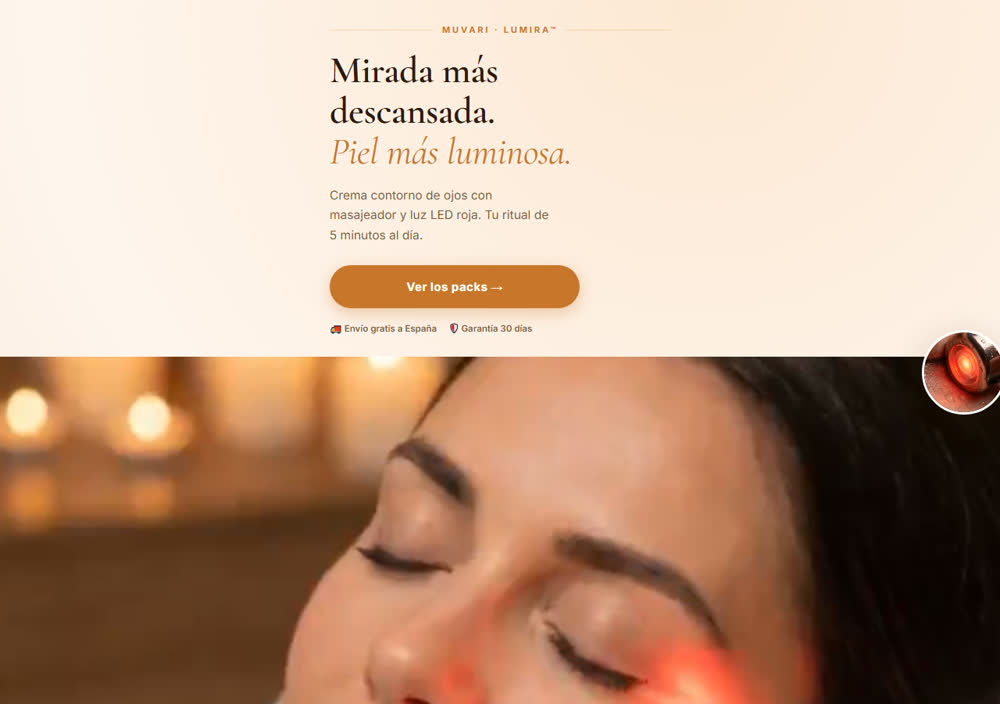 MUVARI · LUMIRA™
Mirada más
descansada.
Piel más luminosa.
Crema contorno de ojos con
masajeador y luz LED roja. Tu ritual de
5 minutos al día.
Ver los packs →
🚚 Envío gratis a España 🛡️ Garantía 30 días